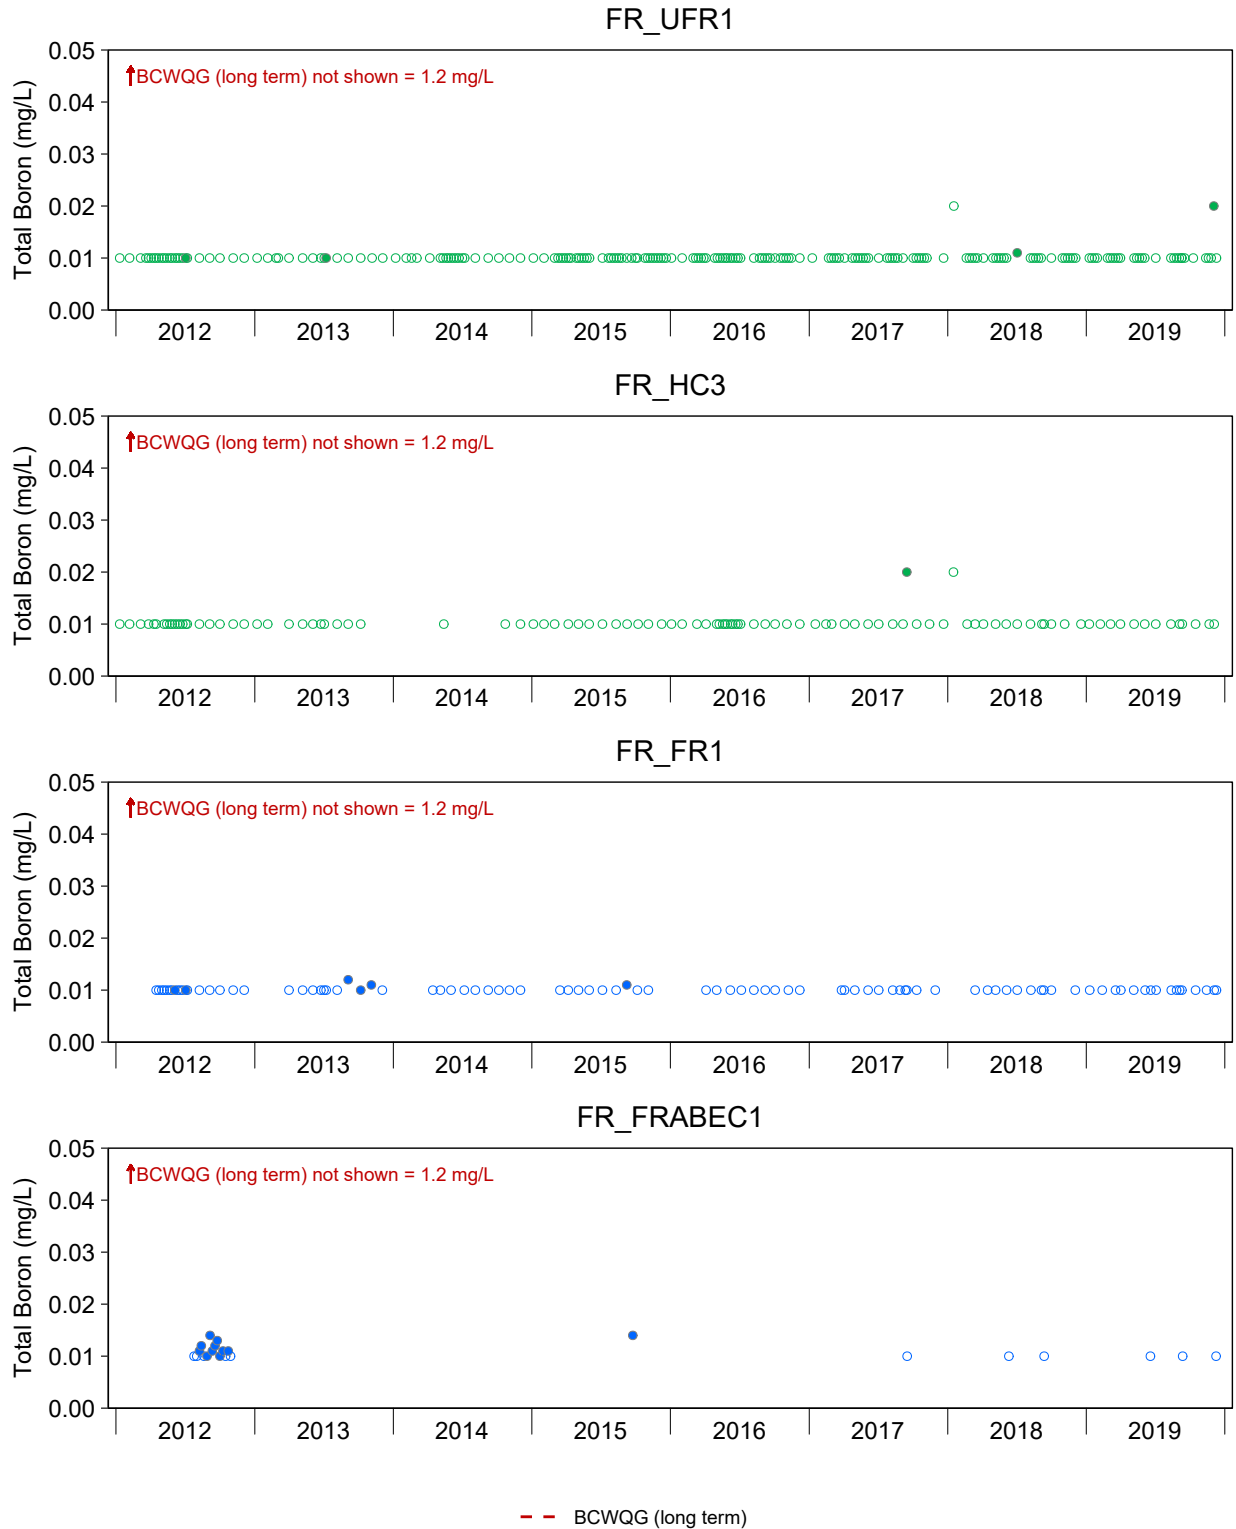 FR_UFR1
Total Boron (mg/L)
0.05
0.04
0.03
0.02
0.01
0.00
BCWQG (long term) not shown = 1.2 mg/L
2012 2013 2014 2015 2016 2017 2018 2019
FR_HC3
Total Boron (mg/L)
0.05
0.04
0.03
0.02
0.01
0.00
BCWQG (long term) not shown = 1.2 mg/L
2012 2013 2014 2015 2016 2017 2018 2019
FR_FR1
Total Boron (mg/L)
0.05
0.04
0.03
0.02
0.01
0.00
BCWQG (long term) not shown = 1.2 mg/L
2012 2013 2014 2015 2016 2017 2018 2019
FR_FRABEC1
Total Boron (mg/L)
0.05
0.04
0.03
0.02
0.01
0.00
BCWQG (long term) not shown = 1.2 mg/L
2012 2013 2014 2015 2016 2017 2018 2019
BCWQG (long term)